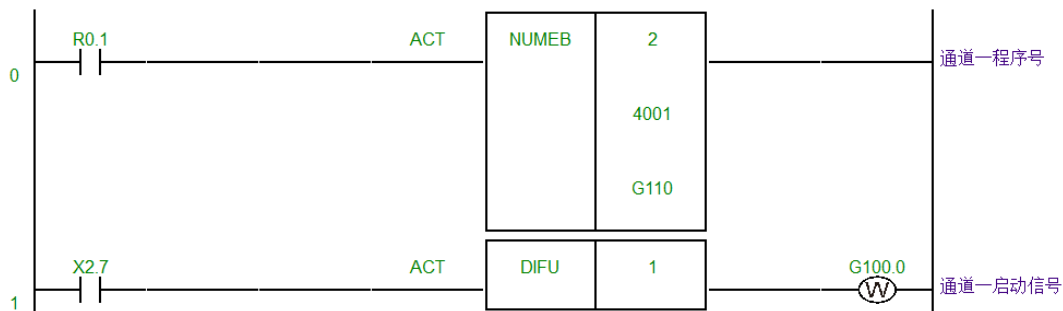 R0.1 ACT NUMEB 2 通道一程序号
0
4001
G110
X2.7 ACT DIFU 1 G100.0
W 通道一启动信号
1